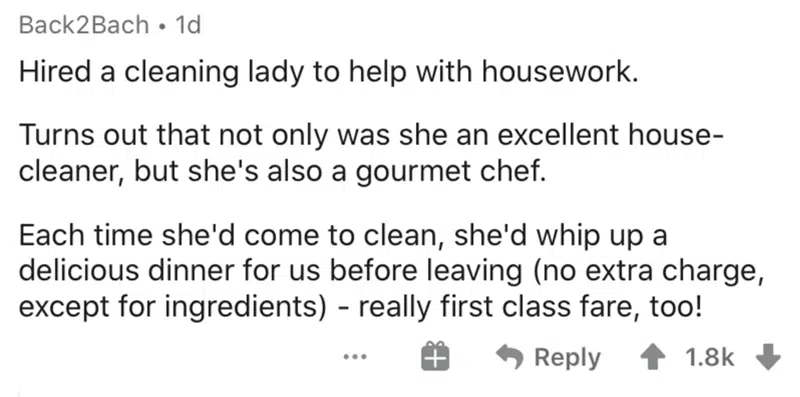 Back2Bach • 1d
Hired a cleaning lady to help with housework.
Turns out that not only was she an excellent house-
cleaner, but she's also a gourmet chef.
Each time she'd come to clean, she'd whip up a
delicious dinner for us before leaving (no extra charge,
except for ingredients) - really first class fare, too!
... Reply 1.8k